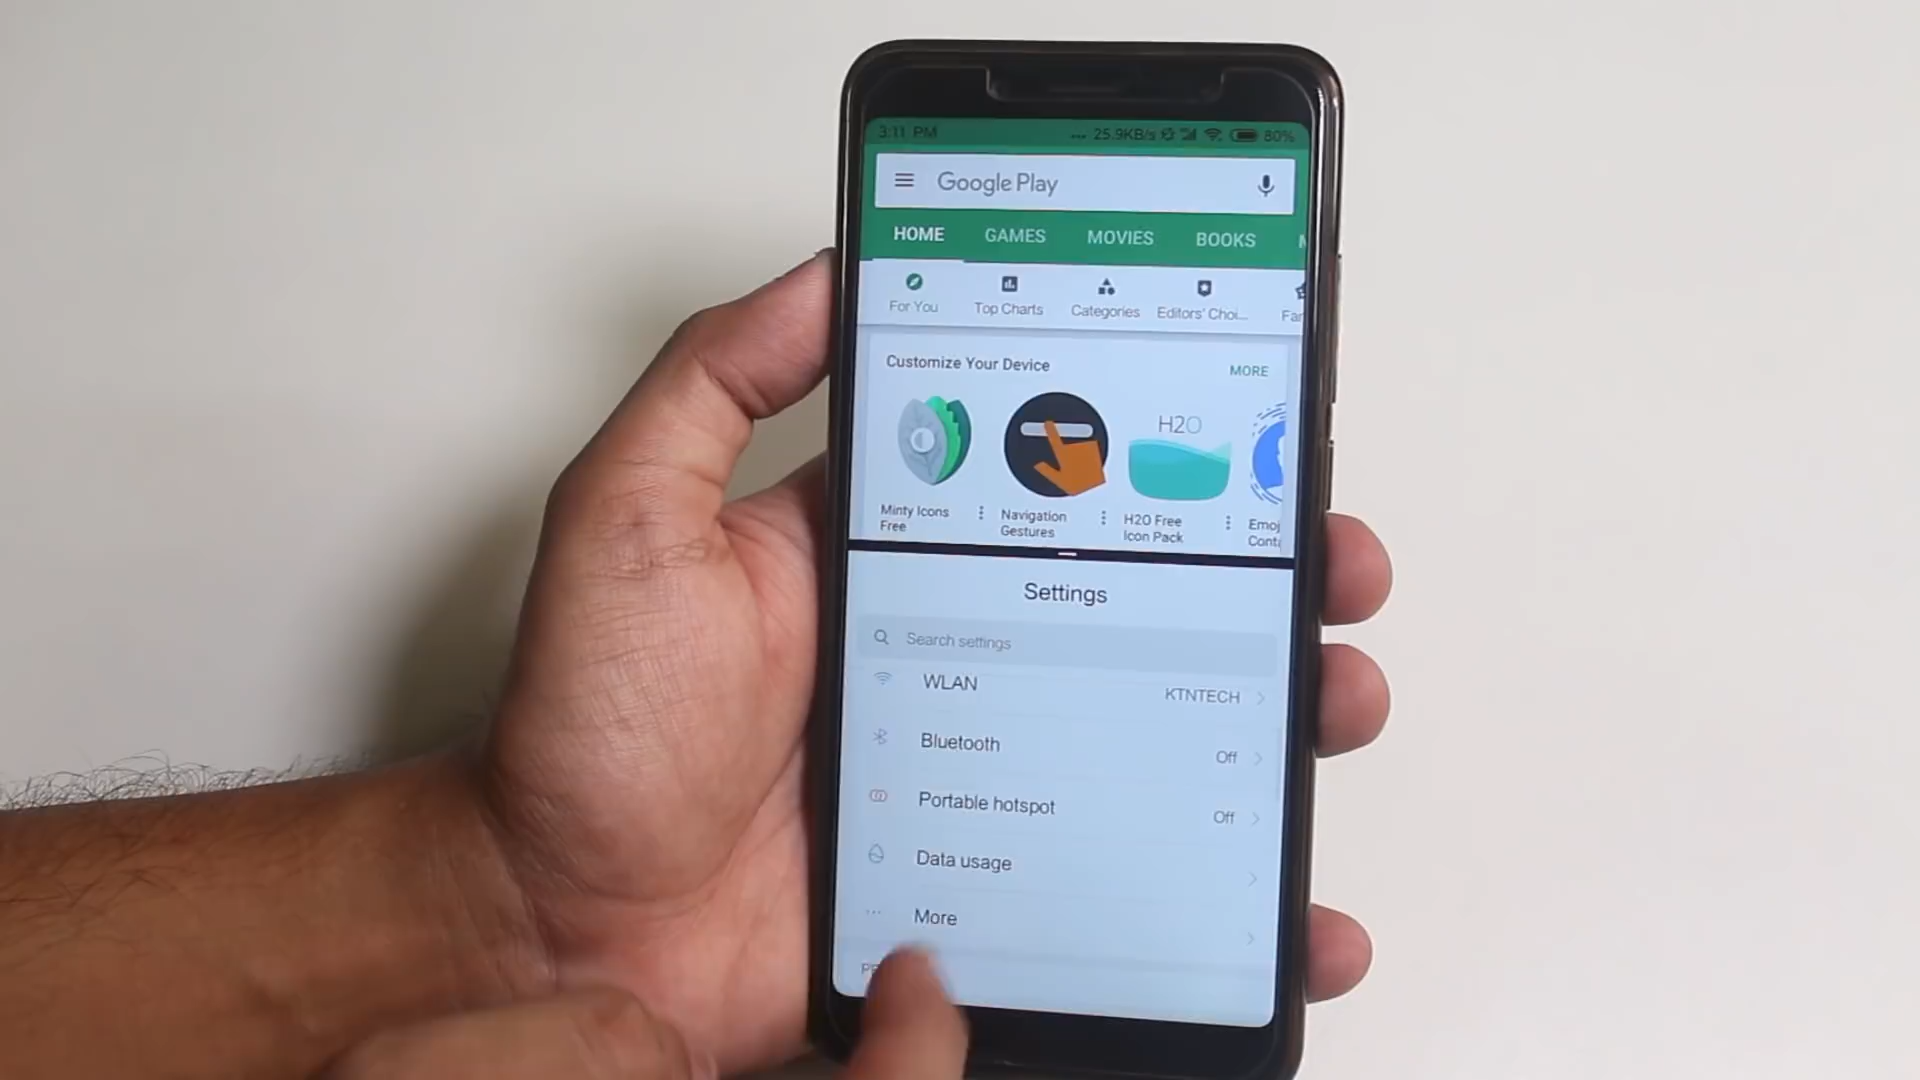 3:11 PM ... 25.9KB/s 80%
Google Play
HOME GAMES MOVIES BOOKS
For You Top Charts Categories Editors' Choi...
Customize Your Device MORE
H2O
Minty Icons
Free
Navigation
Gestures
H2O Free
Icon Pack
Emoj
Cont
Settings
Search settings
WLAN KTNTECH
Bluetooth Off
Portable hotspot Off
Data usage
More